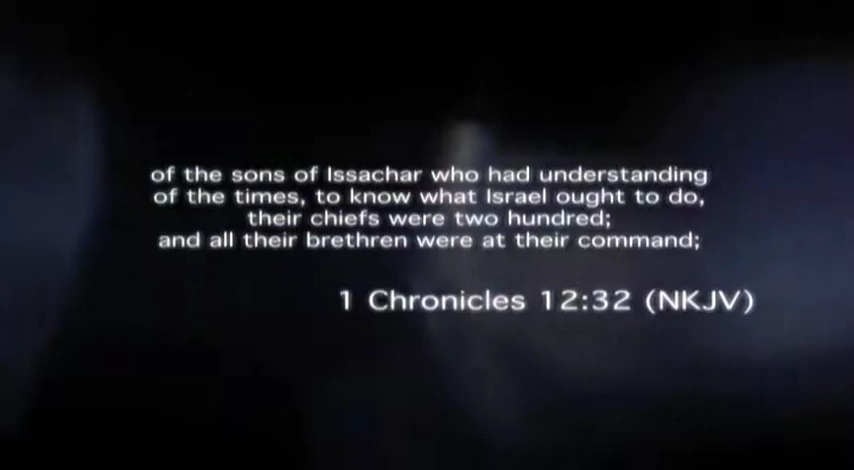 of the sons of Issachar who had understanding
of the times, to know what Israel ought to do,
their chiefs were two hundred;
and all their brethren were at their command;
1 Chronicles 12:32 (NKJV)